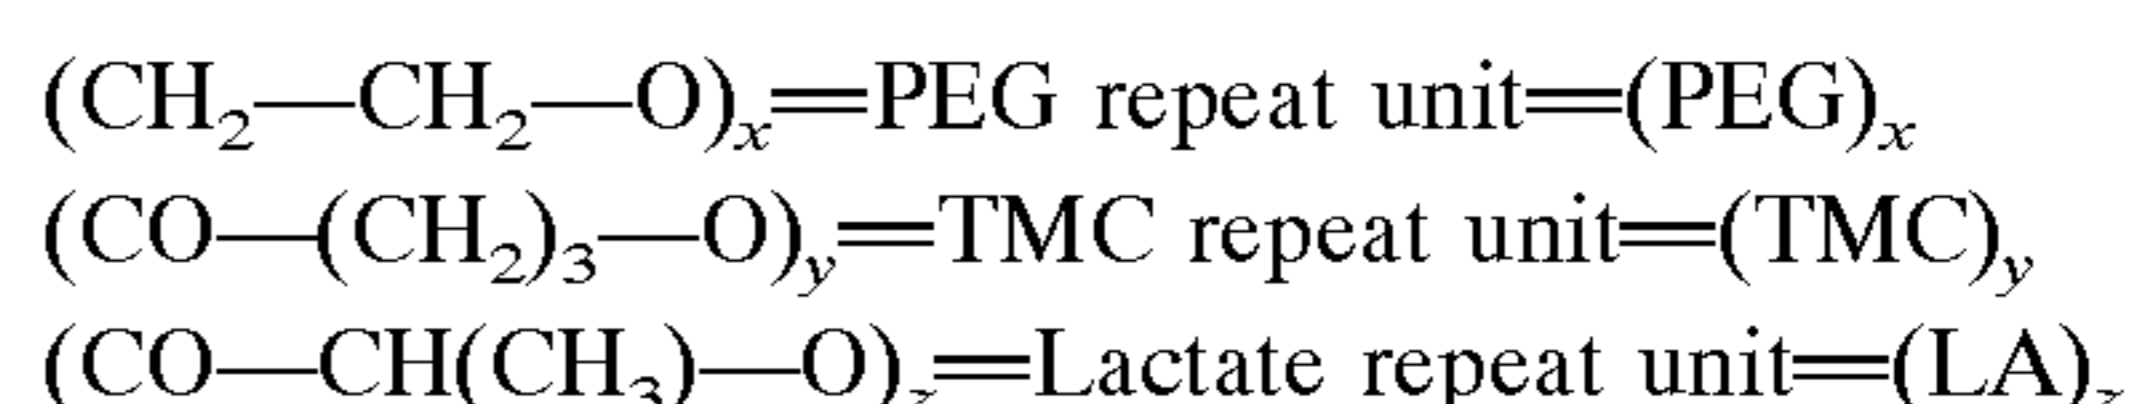 (CH₂—CH₂—O)ₓ═PEG repeat unit═(PEG)ₓ
(CO—(CH₂)₃—O)y═TMC repeat unit═(TMC)y
(CO—CH(CH₃)—O)z═Lactate repeat unit═(LA)z